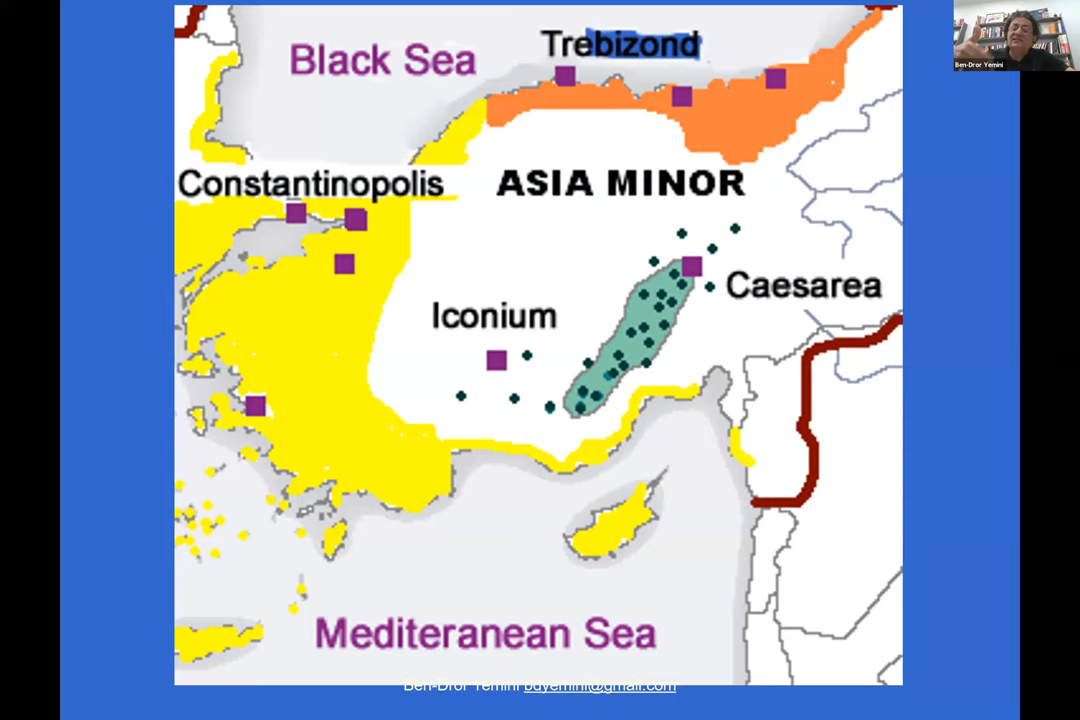 Black Sea
Trebizond
Ben-Dror Yemini
Constantinopolis
ASIA MINOR
Caesarea
Iconium
Mediteranean Sea
Ben-Dror Yemini bdyemini@gmail.com